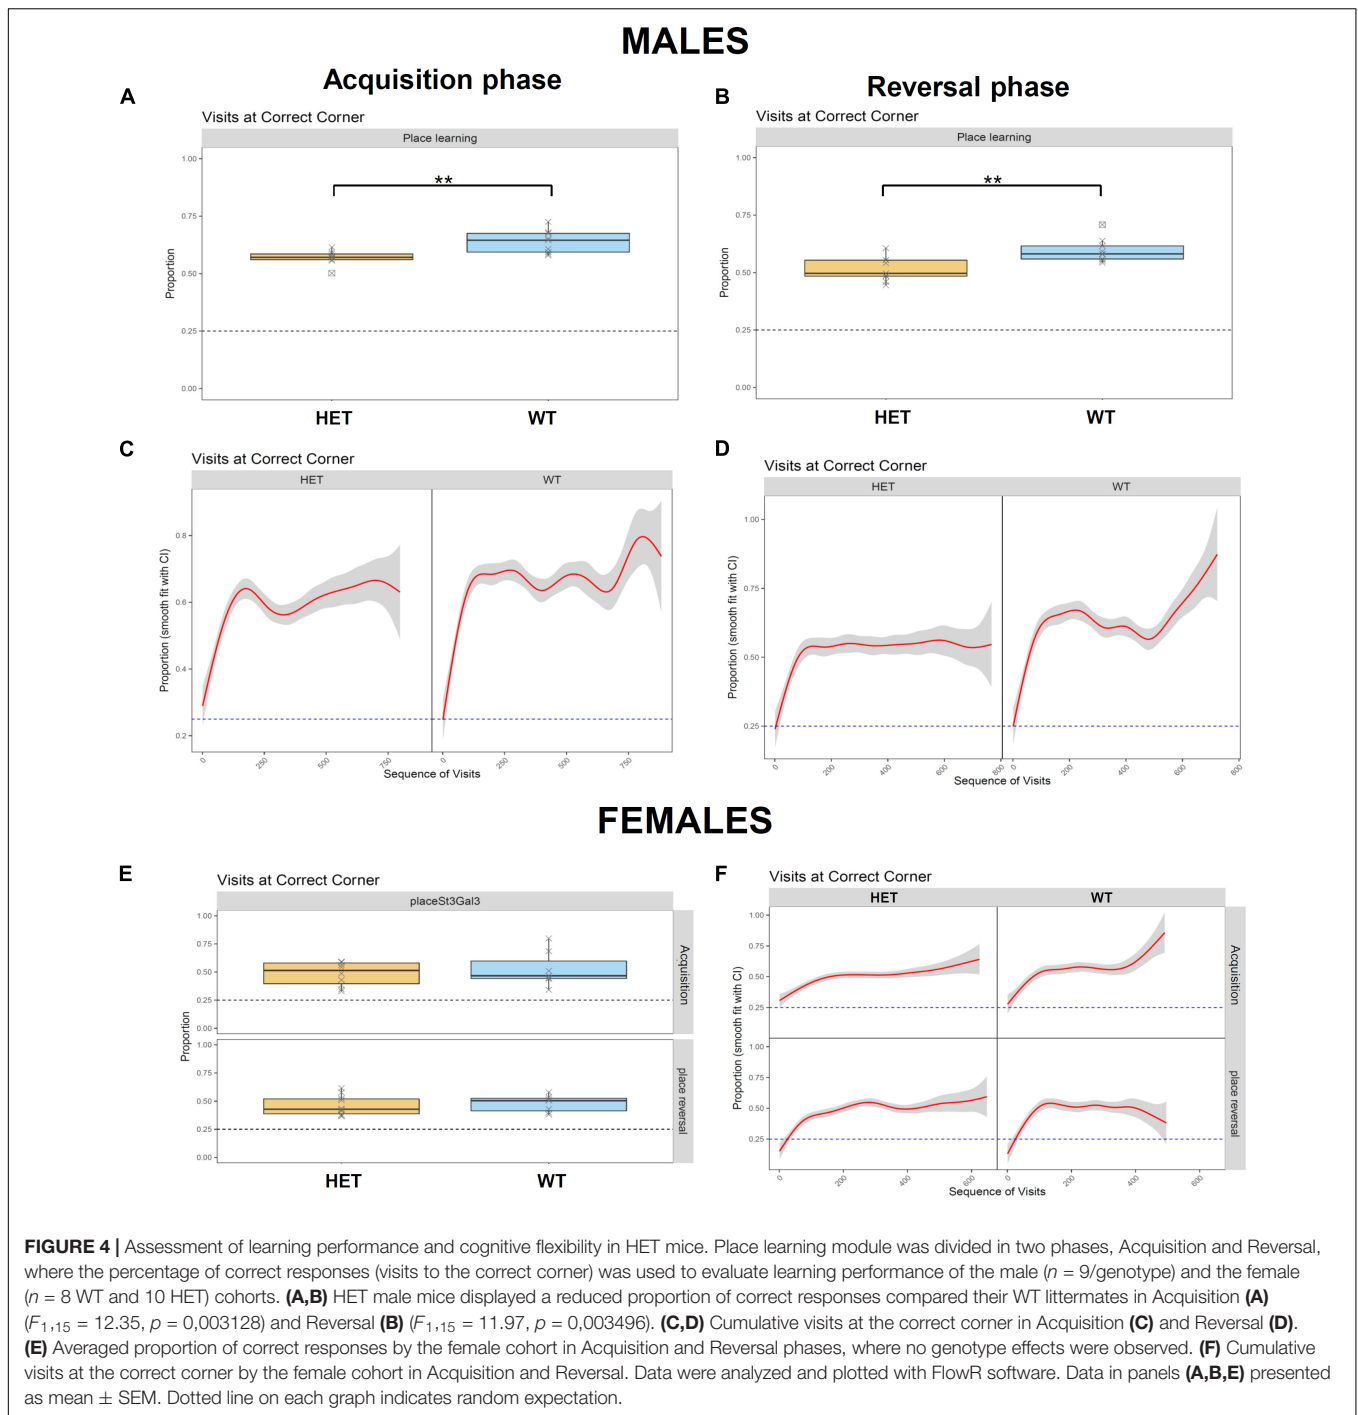 MALES
Acquisition phase
Reversal phase
A
Visits at Correct Corner
Place learning
**
1.00
0.75
0.50
0.25
0.00
Proportion
HET
WT
B
Visits at Correct Corner
Place learning
**
1.00
0.75
0.50
0.25
0.00
Proportion
HET
WT
C
Visits at Correct Corner
HET
WT
0.8
0.6
0.4
0.2
Proportion (smooth fit with CI)
0
250
500
750
0
250
500
750
Sequence of Visits
D
Visits at Correct Corner
HET
WT
1.00
0.75
0.50
0.25
Proportion (smooth fit with CI)
0
200
400
600
800
0
200
400
600
800
Sequence of Visits
FEMALES
E
Visits at Correct Corner
placeSt3Gal3
1.00
0.75
0.50
0.25
0.00
Acquisition
1.00
0.75
0.50
0.25
0.00
place reversal
Proportion
HET
WT
F
Visits at Correct Corner
HET
WT
1.00
0.75
0.50
0.25
Acquisition
1.00
0.75
0.50
0.25
place reversal
Proportion (smooth fit with CI)
0
200
400
600
0
200
400
600
Sequence of Visits
FIGURE 4 | Assessment of learning performance and cognitive flexibility in HET mice. Place learning module was divided in two phases, Acquisition and Reversal,
where the percentage of correct responses (visits to the correct corner) was used to evaluate learning performance of the male (n = 9/genotype) and the female
(n = 8 WT and 10 HET) cohorts. (A,B) HET male mice displayed a reduced proportion of correct responses compared their WT littermates in Acquisition (A)
(F1,15 = 12.35, p = 0,003128) and Reversal (B) (F1,15 = 11.97, p = 0,003496). (C,D) Cumulative visits at the correct corner in Acquisition (C) and Reversal (D).
(E) Averaged proportion of correct responses by the female cohort in Acquisition and Reversal phases, where no genotype effects were observed. (F) Cumulative
visits at the correct corner by the female cohort in Acquisition and Reversal. Data were analyzed and plotted with FlowR software. Data in panels (A,B,E) presented
as mean ± SEM. Dotted line on each graph indicates random expectation.